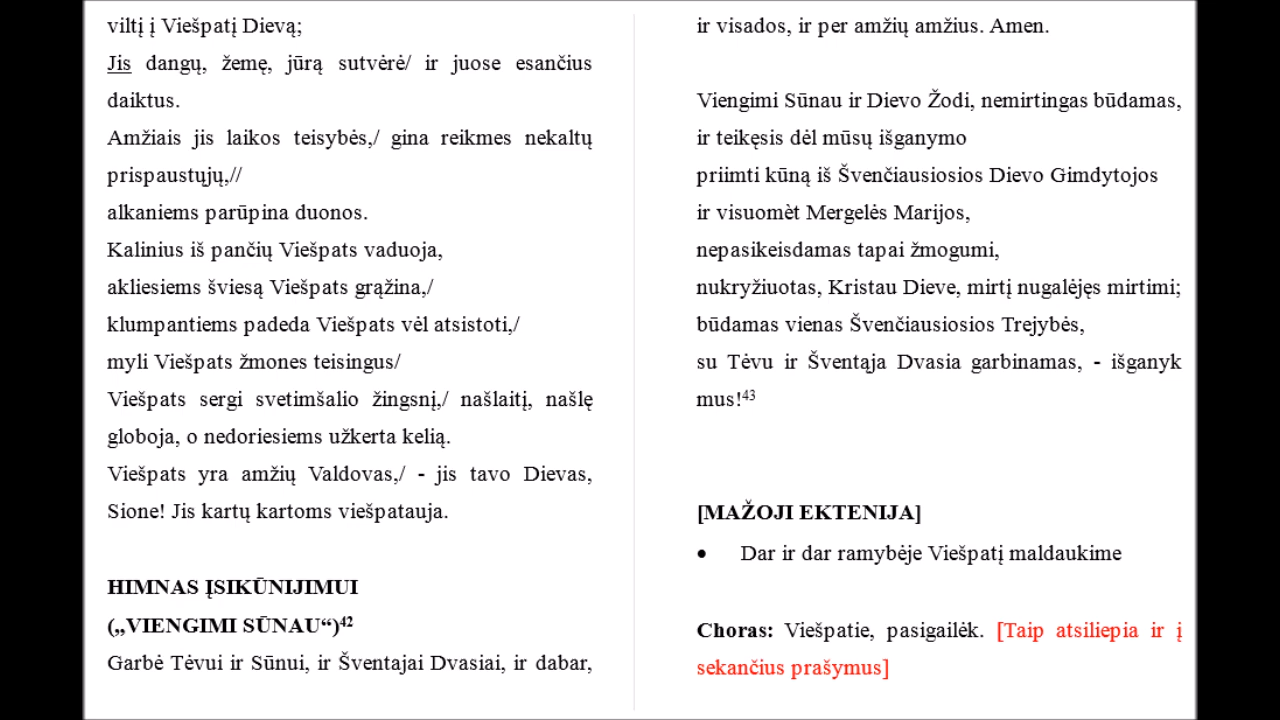 viltį į Viešpatį Dievą;
Jis dangų, žemę, jūrą sutvėrė/ ir juose esančius
daiktus.
Amžiais jis laikos teisybės,/ gina reikmes nekaltų
prispaustųjų,//
alkaniems parūpina duonos.
Kalinius iš pančių Viešpats vaduoja,
akliesiems šviesą Viešpats grąžina,/
klumpantiems padeda Viešpats vėl atsistoti,/
myli Viešpats žmones teisingus/
Viešpats sergi svetimšalio žingsnį,/ našlaitį, našlę
globoja, o nedoriesiems užkerta kelią.
Viešpats yra amžių Valdovas,/ - jis tavo Dievas,
Sione! Jis kartų kartoms viešpatauja.
HIMNAS ĮSIKŪNIJIMUI
(„VIENGIMI SŪNAU“)42
Garbė Tėvui ir Sūnui, ir Šventajai Dvasiai, ir dabar,
ir visados, ir per amžių amžius. Amen.
Viengimi Sūnau ir Dievo Žodi, nemirtingas būdamas,
ir teikęsis dėl mūsų išganymo
priimti kūną iš Švenčiausiosios Dievo Gimdytojos
ir visuomèt Mergelės Marijos,
nepasikeisdamas tapai žmogumi,
nukryžiuotas, Kristau Dieve, mirtį nugalėjęs mirtimi;
būdamas vienas Švenčiausiosios Trejybės,
su Tėvu ir Šventąja Dvasia garbinamas, - išganyk
mus!43
[MAŽOJI EKTENIJA]
• Dar ir dar ramybėje Viešpatį maldaukime
Choras: Viešpatie, pasigailėk. [Taip atsiliepia ir į
sekančius prašymus]